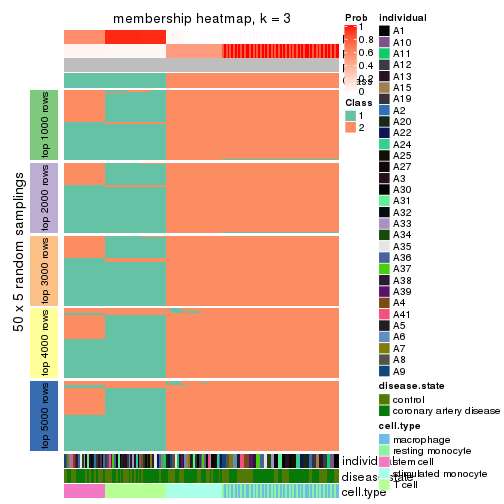 membership heatmap, k = 3
50 x 5 random samplings
top 1000 rows
top 2000 rows
top 3000 rows
top 4000 rows
top 5000 rows
individual
disease.state
cell.type
Prob
1
0.8
0.6
0.4
0.2
0
Class
1
2
individual
A1
A10
A11
A12
A13
A15
A19
A2
A20
A22
A24
A25
A27
A3
A30
A31
A32
A33
A34
A35
A36
A37
A38
A39
A4
A41
A5
A6
A7
A8
A9
disease.state
control
coronary artery disease
cell.type
macrophage
resting monocyte
stem cell
stimulated monocyte
T cell